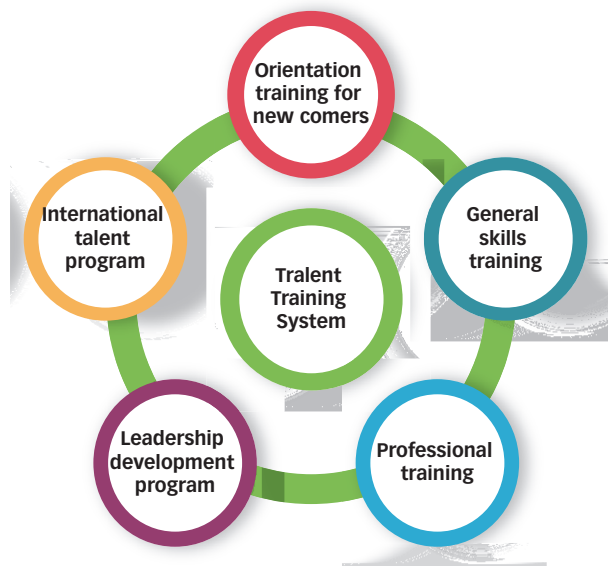 Orientation
training for
new comers
International
talent
program
General
skills
training
Tralent
Training
System
Leadership
development
program
Professional
training